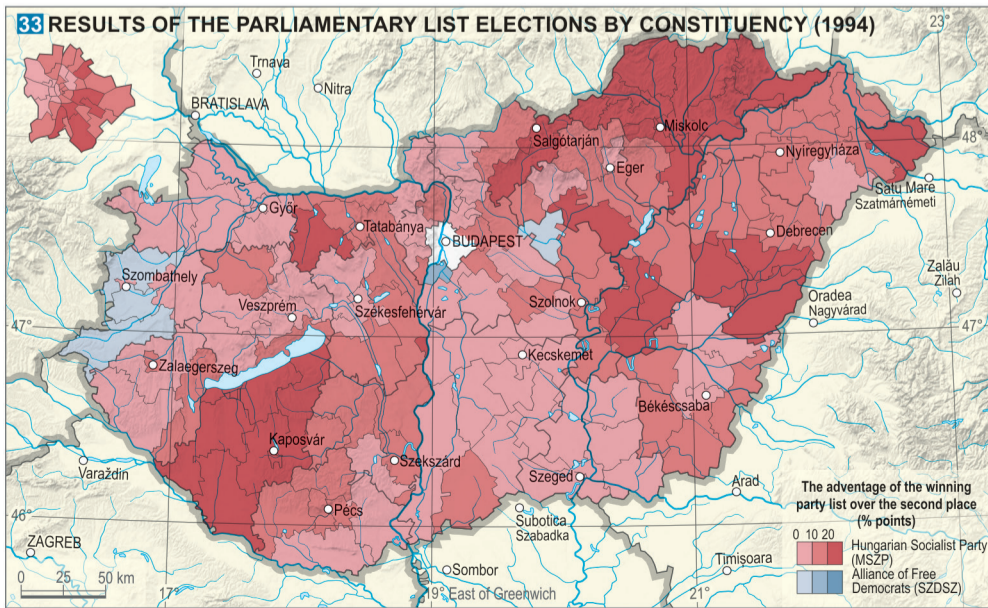 33 RESULTS OF THE PARLIAMENTARY LIST ELECTIONS BY CONSTITUENCY (1994)
23°
Trnava
Nitra
BRATISLAVA
Miskolc
Salgótarján
48°
Nyíregyháza
Eger
Satu Mare
Szatmárnémeti
Győr
Tatabánya
Debrecen
BUDAPEST
Szombathely
Zalău
Zilah
Veszprém
Székesfehérvár
Szolnok
Oradea
Nagyvárad
47°
47°
Kecskemét
Zalaegerszeg
Békéscsaba
Kaposvár
Szekszárd
Varaždin
Szeged
Arad
Pécs
46°
Subotica
Szabadka
ZAGREB
Sombor
Timișoara
0 25 50 km
17°
19° East of Greenwich
21°
The advantage of the winning
party list over the second place
(% points)
0 10 20
Hungarian Socialist Party
(MSZP)
Alliance of Free
Democrats (SZDSZ)